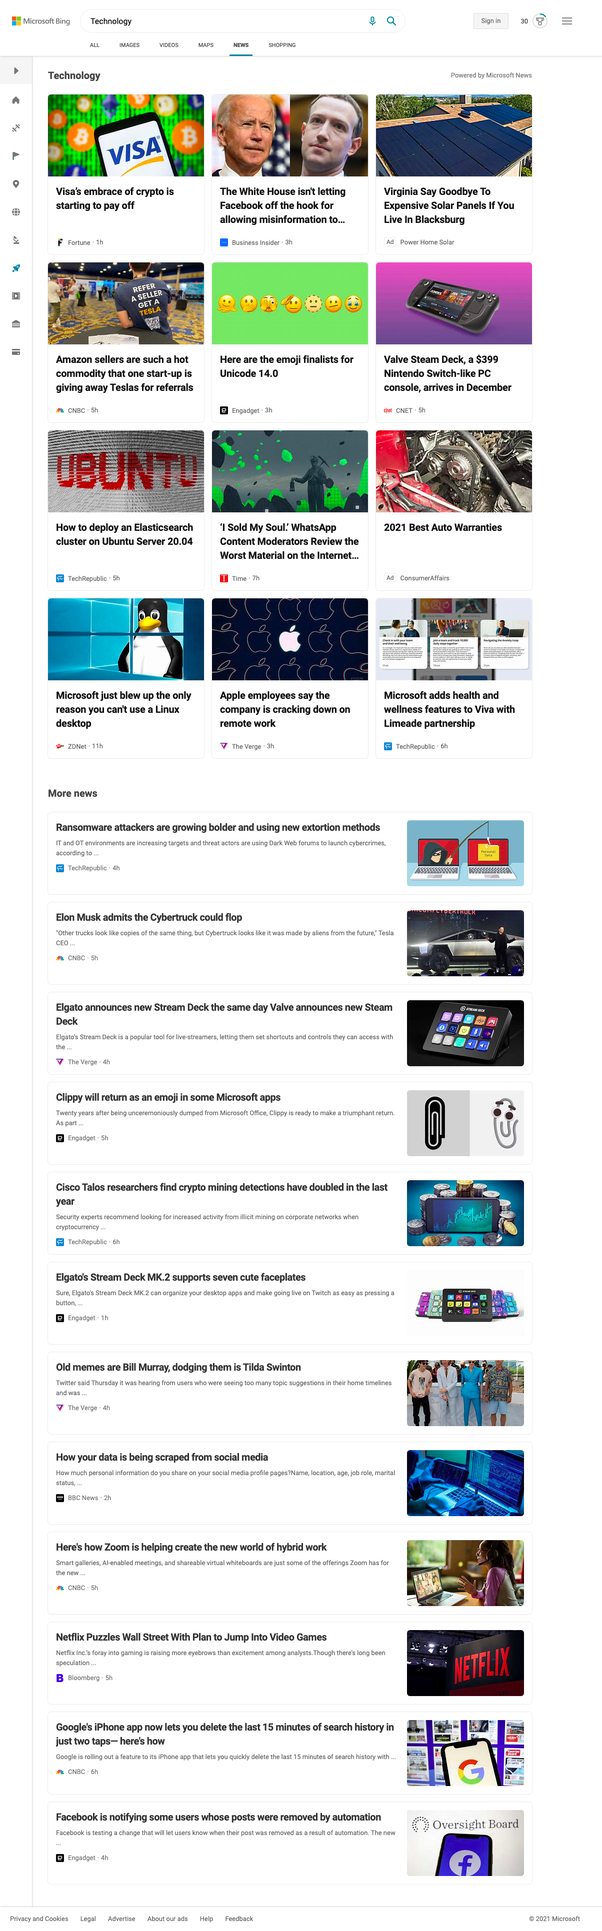 Microsoft Bing
Technology
Sign in
30
ALL IMAGES VIDEOS MAPS NEWS SHOPPING
Technology
Powered by Microsoft News
VISA
Visa's embrace of crypto is
starting to pay off
Fortune · 1h
The White House isn't letting
Facebook off the hook for
allowing misinformation to...
Business Insider · 3h
Virginia Say Goodbye To
Expensive Solar Panels If You
Live In Blacksburg
Ad Power Home Solar
REFER
A SELLER
GET A
TESLA
Amazon sellers are such a hot
commodity that one start-up is
giving away Teslas for referrals
CNBC · 5h
Here are the emoji finalists for
Unicode 14.0
Engadget · 3h
Valve Steam Deck, a $399
Nintendo Switch-like PC
console, arrives in December
CNET · 5h
UBUNTU
How to deploy an Elasticsearch
cluster on Ubuntu Server 20.04
TechRepublic · 5h
'I Sold My Soul.' WhatsApp
Content Moderators Review the
Worst Material on the Internet...
Time · 7h
2021 Best Auto Warranties
Ad ConsumerAffairs
Microsoft just blew up the only
reason you can't use a Linux
desktop
ZDNet · 11h
Apple employees say the
company is cracking down on
remote work
The Verge · 3h
Microsoft adds health and
wellness features to Viva with
Limeade partnership
TechRepublic · 6h
More news
Ransomware attackers are growing bolder and using new extortion methods
IT and OT environments are increasing targets and threat actors are using Dark Web forums to launch cybercrimes,
according to ...
TechRepublic · 4h
Elon Musk admits the Cybertruck could flop
"Other trucks look like copies of the same thing, but Cybertruck looks like it was made by aliens from the future," Tesla
CEO ...
CNBC · 5h
Elgato announces new Stream Deck the same day Valve announces new Steam
Deck
Elgato's Stream Deck is a popular tool for live-streamers, letting them set shortcuts and controls they can access with
the ...
The Verge · 4h
STREAM DECK
Clippy will return as an emoji in some Microsoft apps
Twenty years after being unceremoniously dumped from Microsoft Office, Clippy is ready to make a triumphant return.
As part ...
Engadget · 5h
Cisco Talos researchers find crypto mining detections have doubled in the last
year
Security experts recommend looking for increased activity from illicit mining on corporate networks when
cryptocurrency ...
TechRepublic · 6h
Elgato's Stream Deck MK.2 supports seven cute faceplates
Sure, Elgato's Stream Deck MK.2 can organize your desktop apps and make going live on Twitch as easy as pressing a
button, ...
Engadget · 1h
Old memes are Bill Murray, dodging them is Tilda Swinton
Twitter said Thursday it was hearing from users who were seeing too many topic suggestions in their home timelines
and was ...
The Verge · 4h
How your data is being scraped from social media
How much personal information do you share on your social media profile pages?Name, location, age, job role, marital
status, ...
BBC News · 2h
Here's how Zoom is helping create the new world of hybrid work
Smart galleries, AI-enabled meetings, and shareable virtual whiteboards are just some of the offerings Zoom has for
the new ...
CNBC · 5h
Netflix Puzzles Wall Street With Plan to Jump Into Video Games
Netflix Inc.'s foray into gaming is raising more eyebrows than excitement among analysts.Though there's long been
speculation ...
Bloomberg · 5h
NETFLIX
Google's iPhone app now lets you delete the last 15 minutes of search history in
just two taps— here's how
Google is rolling out a feature to its iPhone app that lets you quickly delete the last 15 minutes of search history with ...
CNBC · 6h
Facebook is notifying some users whose posts were removed by automation
Facebook is testing a change that will let users know when their post was removed as a result of automation. The new
...
Engadget · 4h
Oversight Board
Privacy and Cookies Legal Advertise About our ads Help Feedback
© 2021 Microsoft